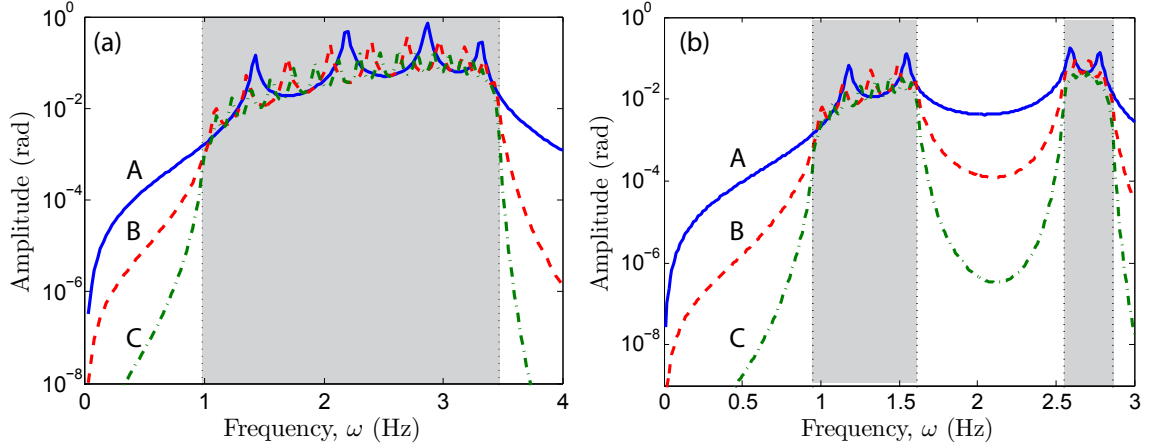 (a)
A
B
C
10^0
10^-2
10^-4
10^-6
10^-8
0
1
2
3
4
Amplitude (rad)
Frequency, ω (Hz)
(b)
A
B
C
10^0
10^-2
10^-4
10^-6
10^-8
0
0.5
1
1.5
2
2.5
3
Amplitude (rad)
Frequency, ω (Hz)